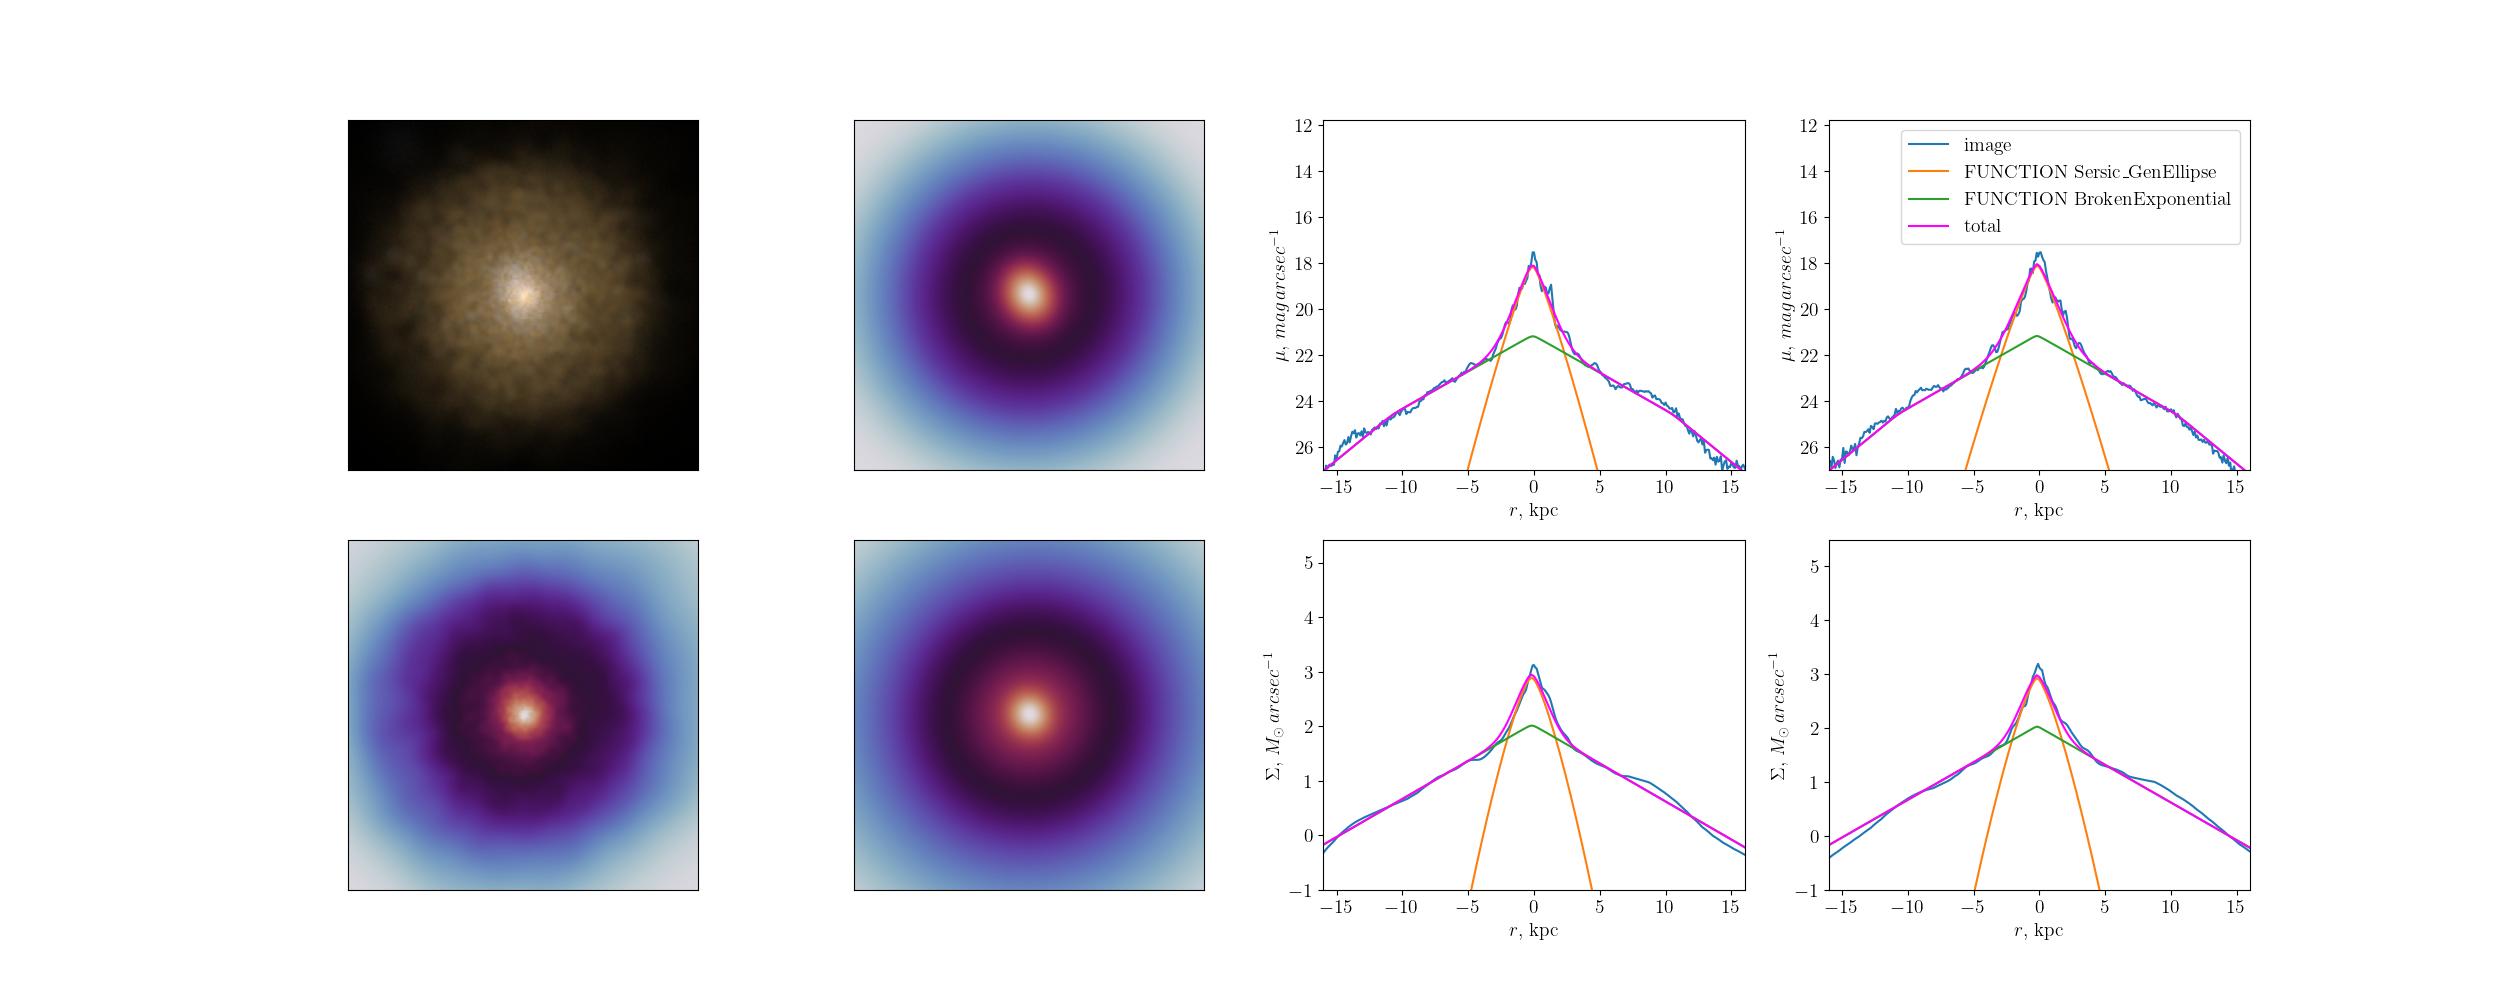 12
14
16
18
20
22
24
26
μ, mag arcsec⁻¹
−15 −10 −5 0 5 10 15
r, kpc
12
14
16
18
20
22
24
26
μ, mag arcsec⁻¹
image
FUNCTION Sersic_GenEllipse
FUNCTION BrokenExponential
total
−15 −10 −5 0 5 10 15
r, kpc
5
4
3
2
1
0
−1
Σ, M⊙ arcsec⁻¹
−15 −10 −5 0 5 10 15
r, kpc
5
4
3
2
1
0
−1
Σ, M⊙ arcsec⁻¹
−15 −10 −5 0 5 10 15
r, kpc